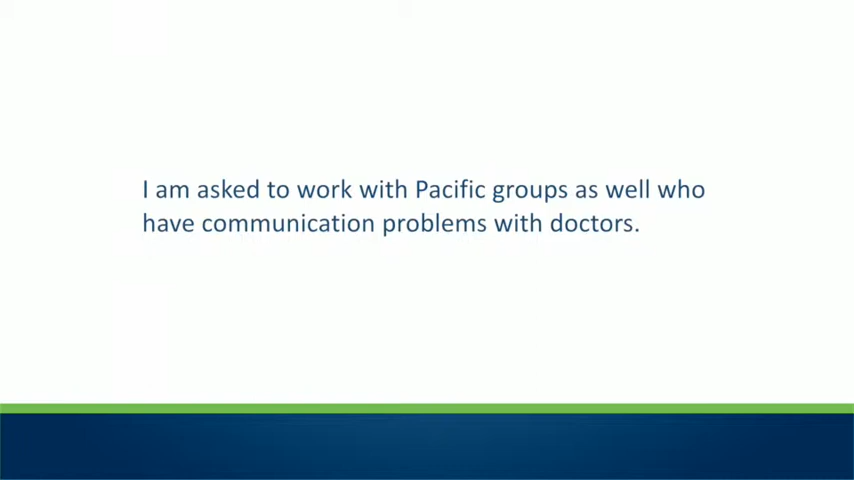 I am asked to work with Pacific groups as well who
have communication problems with doctors.